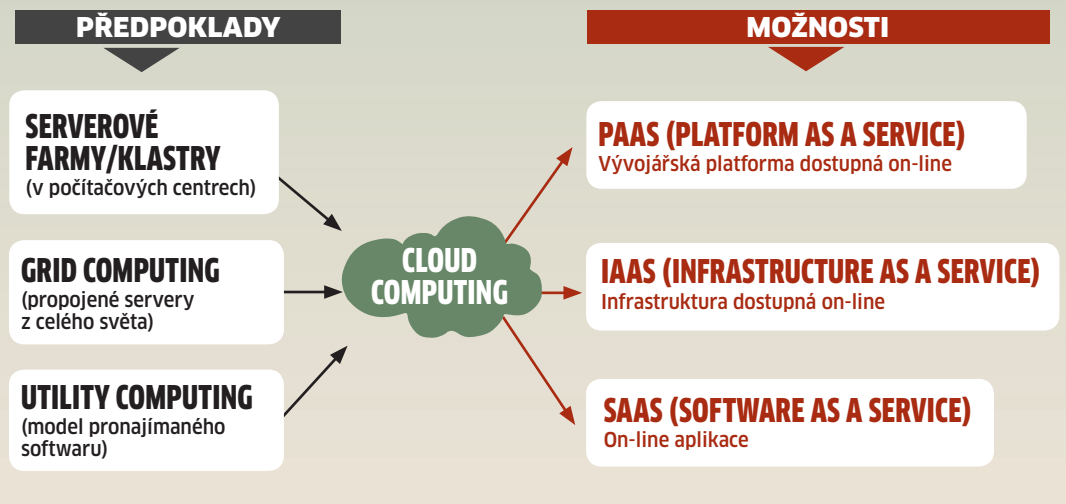 PŘEDPOKLADY
SERVEROVÉ
FARMY/KLASTRY
(v počítačových centrech)
GRID COMPUTING
(propojené servery
z celého světa)
UTILITY COMPUTING
(model pronajímaného
softwaru)
CLOUD
COMPUTING
MOŽNOSTI
PAAS (PLATFORM AS A SERVICE)
Vývojářská platforma dostupná on-line
IAAS (INFRASTRUCTURE AS A SERVICE)
Infrastruktura dostupná on-line
SAAS (SOFTWARE AS A SERVICE)
On-line aplikace